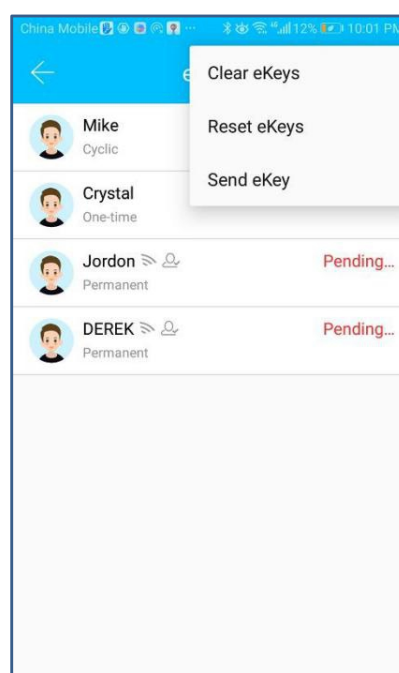 China Mobile 12% 10:01 PM
e
Clear eKeys
Reset eKeys
Send eKey
Mike
Cyclic
Crystal
One-time
Jordon Pending...
Permanent
DEREK Pending...
Permanent